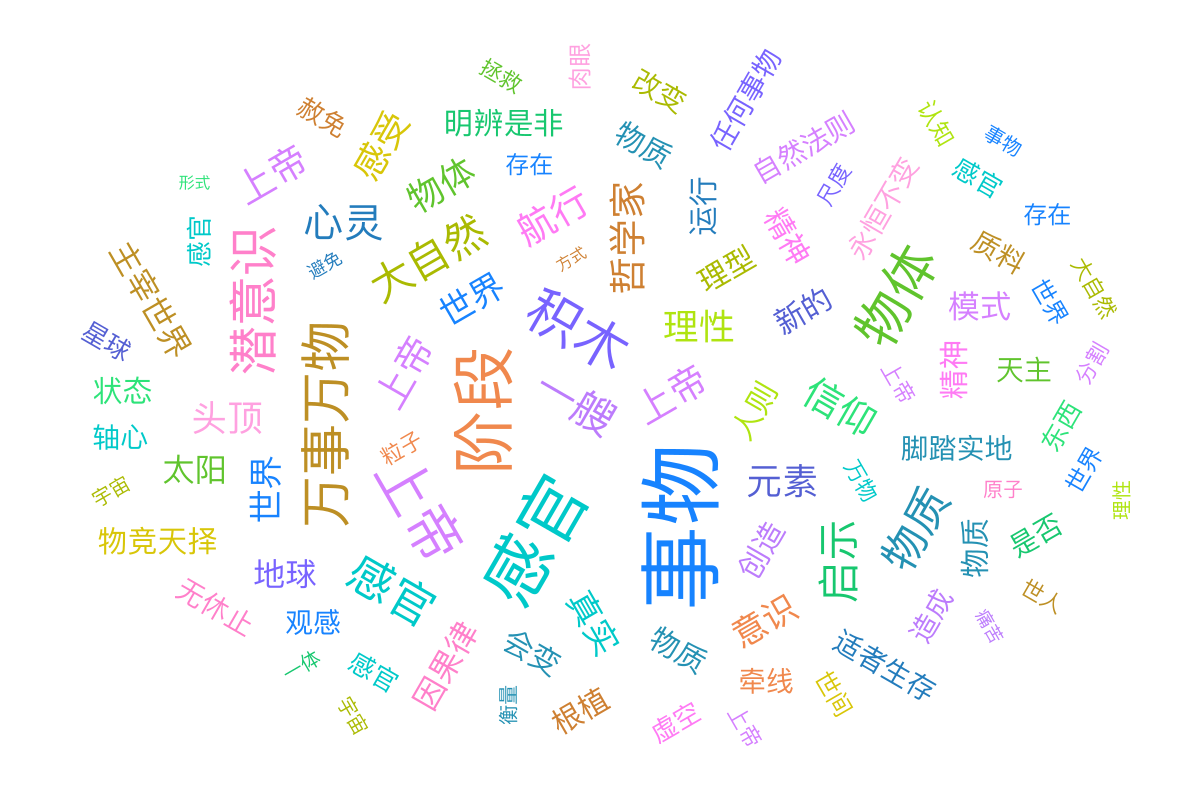 肉眼
拯救
改变
任何事物
赦免
感受
明辨是非
物质
自然法则
认知
事物
上帝
物体
存在
尺度
感官
形式
航行
哲学家
运行
精神
永恒不变
存在
感官
潜意识
心灵
大自然
方式
理型
质料
主宰世界
避免
世界
积木
理性
新的
物体
模式
世界
大自然
星球
万事万物
上帝
阶段
一艘
上帝
精神
天主
分割
状态
头顶
人则
信仰
上帝
东西
轴心
太阳
世界
粒子
上帝
感官
事物
元素
万物
脚踏实地
原子
世界
理性
宇宙
物竞天择
地球
感官
创造
启示
物质
物质
是否
无休止
观感
真实
意识
造成
世人
痛苦
一体
感官
因果律
会变
物质
适者生存
宇宙
衡量
根植
虚空
牵线
上帝
世间